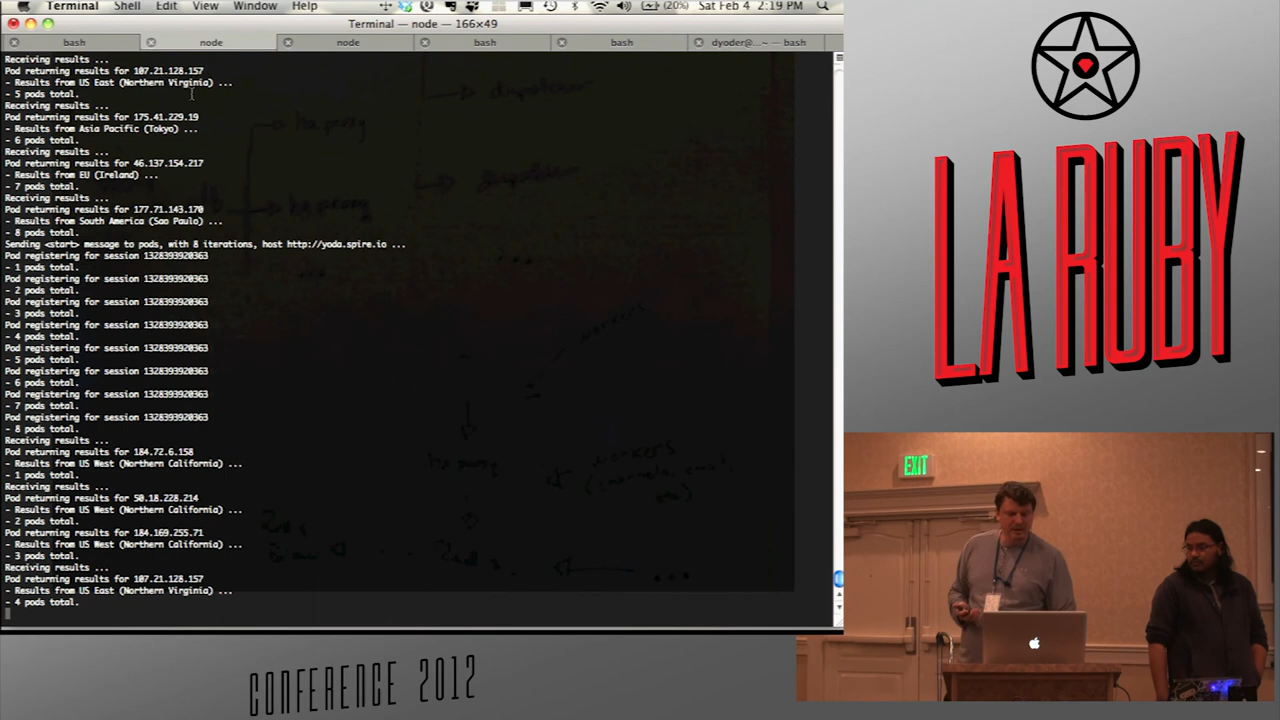 Terminal Shell Edit View Window Help (20%) Sat Feb 4 2:19 PM
Terminal — node — 166×49
bash node node bash bash dyoder@...~ — bash
Receiving results ...
Pod returning results for 107.21.128.157
- Results from US East (Northern Virginia) ...
- 5 pods total.
Receiving results ...
Pod returning results for 175.41.229.19
- Results from Asia Pacific (Tokyo) ...
- 6 pods total.
Receiving results ...
Pod returning results for 46.137.154.217
- Results from EU (Ireland) ...
- 7 pods total.
Receiving results ...
Pod returning results for 177.71.143.170
- Results from South America (Sao Paulo) ...
- 8 pods total.
Sending <start> message to pods, with 8 iterations, host http://yoda.spire.io ...
Pod registering for session 1328393920363
- 1 pods total.
Pod registering for session 1328393920363
- 2 pods total.
Pod registering for session 1328393920363
- 3 pods total.
Pod registering for session 1328393920363
- 4 pods total.
Pod registering for session 1328393920363
- 5 pods total.
Pod registering for session 1328393920363
- 6 pods total.
Pod registering for session 1328393920363
- 7 pods total.
Pod registering for session 1328393920363
- 8 pods total.
Receiving results ...
Pod returning results for 184.72.6.158
- Results from US West (Northern California) ...
- 1 pods total.
Receiving results ...
Pod returning results for 50.18.228.214
- Results from US West (Northern California) ...
- 2 pods total.
Pod returning results for 184.169.255.71
- Results from US West (Northern California) ...
- 3 pods total.
Receiving results ...
Pod returning results for 107.21.128.157
- Results from US East (Northern Virginia) ...
- 4 pods total.
LA RUBY
EXIT
CONFERENCE 2012